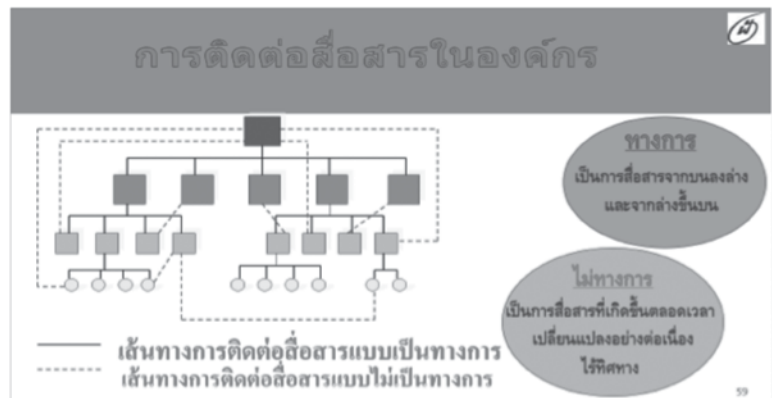 การติดต่อสื่อสารในองค์กร
ทางการ
เป็นการสื่อสารจากบนลงล่าง
และจากล่างขึ้นบน
ไม่ทางการ
เป็นการสื่อสารที่เกิดขึ้นตลอดเวลา
เปลี่ยนแปลงอย่างต่อเนื่อง
ไร้ทิศทาง
เส้นทางการติดต่อสื่อสารแบบเป็นทางการ
เส้นทางการติดต่อสื่อสารแบบไม่เป็นทางการ
59